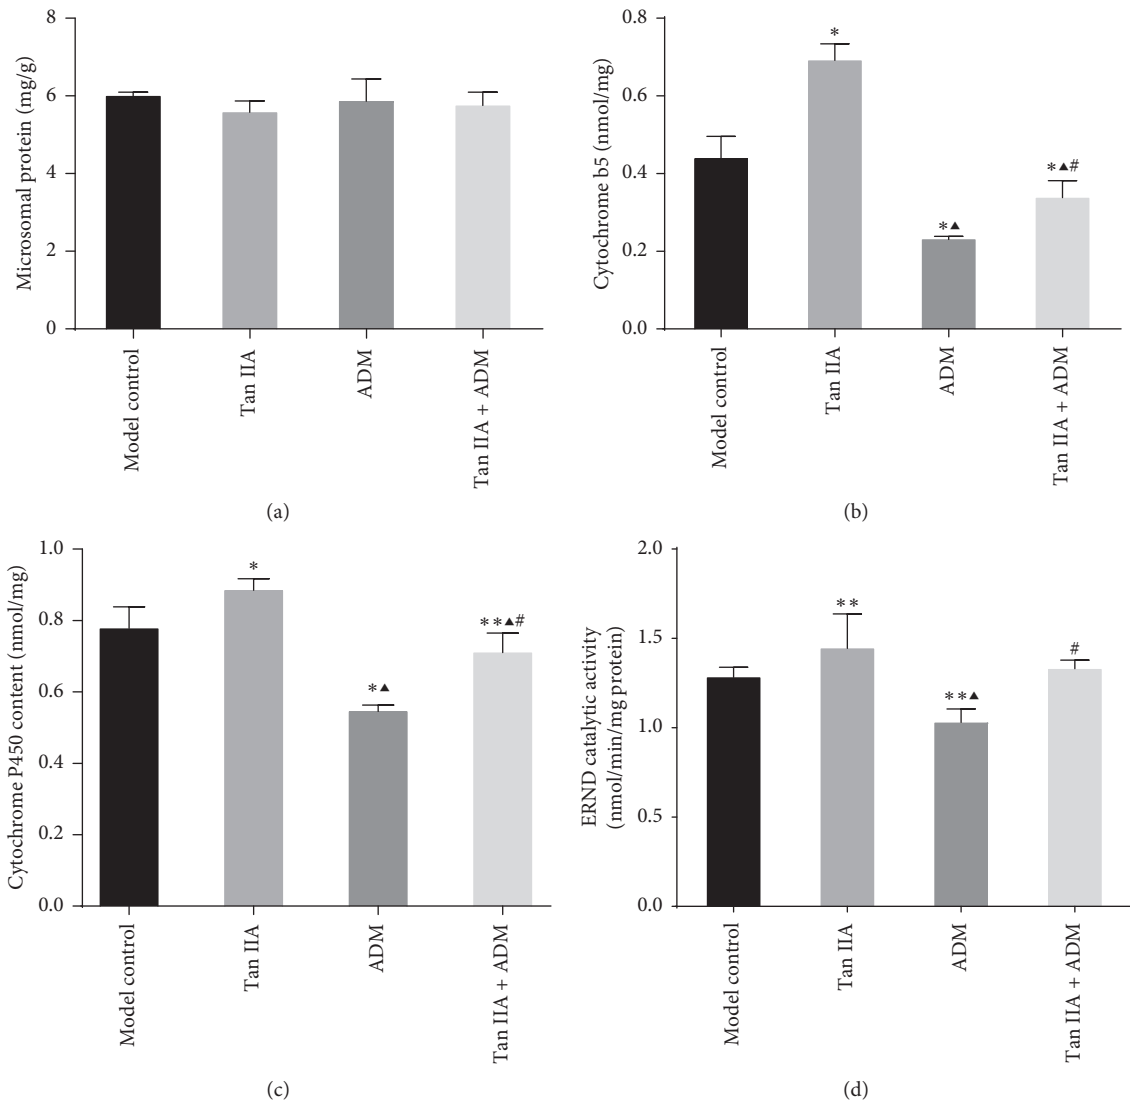 8
6
4
2
0
Microsomal protein (mg/g)
Model control
Tan IIA
ADM
Tan IIA + ADM
(a)
0.8
0.6
0.4
0.2
0.0
Cytochrome b5 (nmol/mg)
*
*▲
*▲#
Model control
Tan IIA
ADM
Tan IIA + ADM
(b)
1.0
0.8
0.6
0.4
0.2
0.0
Cytochrome P450 content (nmol/mg)
*
*▲
**▲#
Model control
Tan IIA
ADM
Tan IIA + ADM
(c)
2.0
1.5
1.0
0.5
0.0
ERND catalytic activity
(nmol/min/mg protein)
**
**▲
#
Model control
Tan IIA
ADM
Tan IIA + ADM
(d)